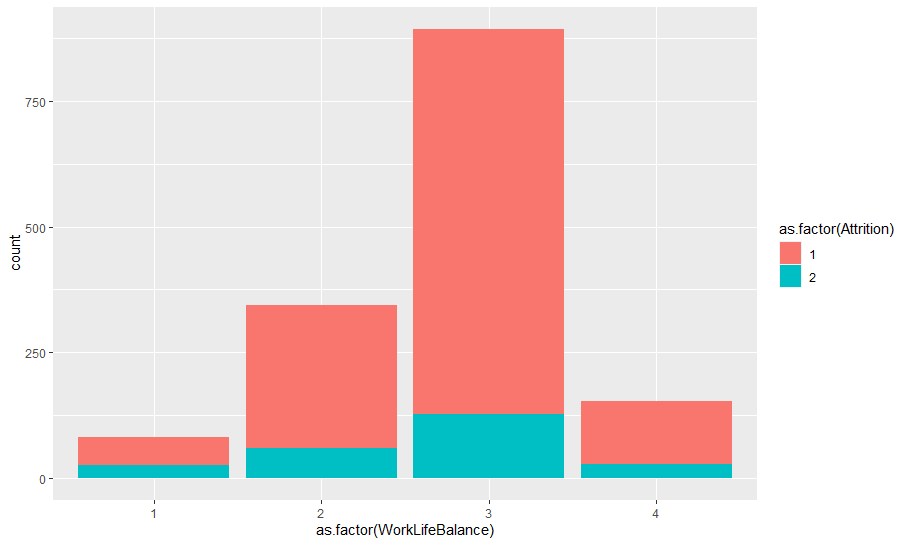 750
500
250
0
count
1 2 3 4
as.factor(WorkLifeBalance)
as.factor(Attrition)
1
2